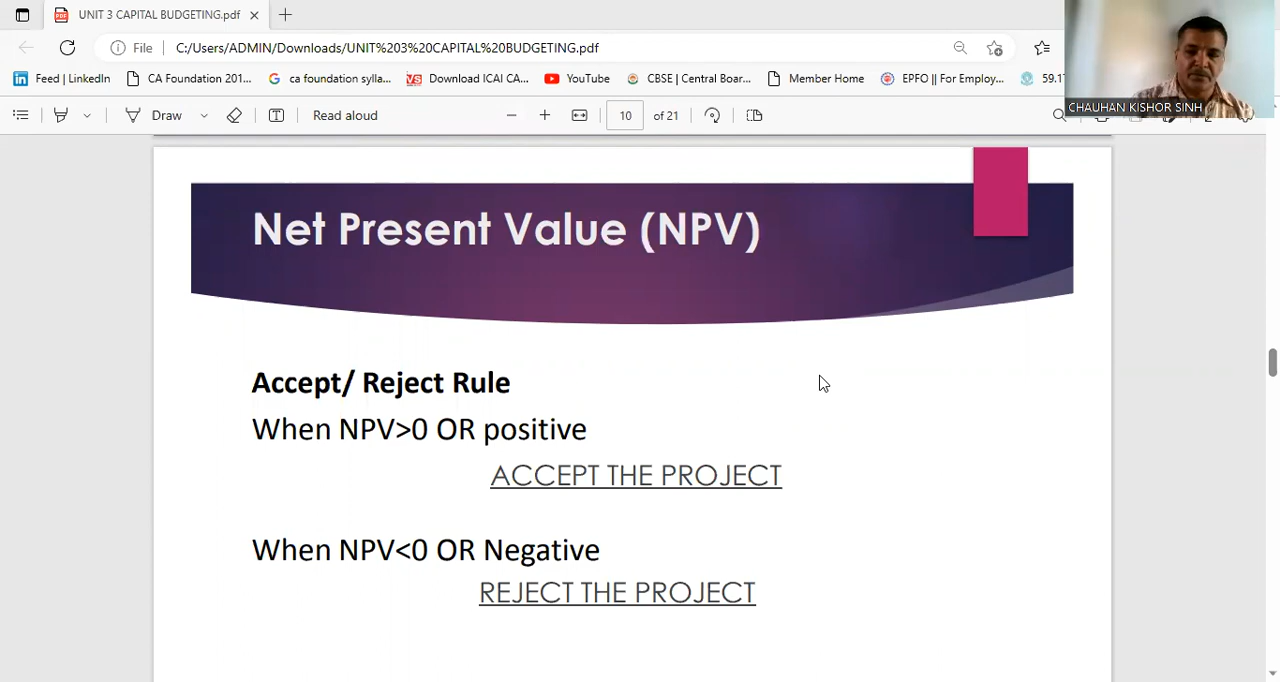 UNIT 3 CAPITAL BUDGETING.pdf
File
C:/Users/ADMIN/Downloads/UNIT%203%20CAPITAL%20BUDGETING.pdf
Feed | LinkedIn
CA Foundation 201...
ca foundation sylla...
Download ICAI CA...
YouTube
CBSE | Central Boar...
Member Home
EPFO || For Employ...
59.1
CHAUHAN KISHOR SINH
Draw
Read aloud
10 of 21
Net Present Value (NPV)
Accept/ Reject Rule
When NPV>0 OR positive
ACCEPT THE PROJECT
When NPV<0 OR Negative
REJECT THE PROJECT